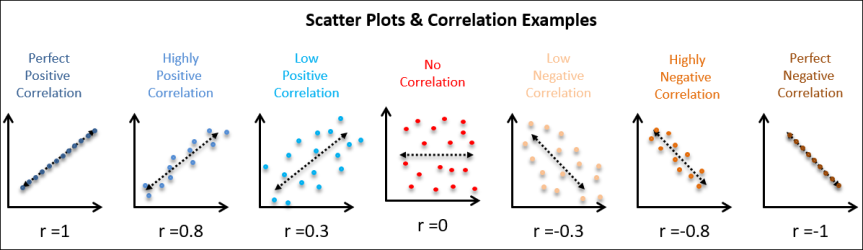 Scatter Plots & Correlation Examples
Perfect
Positive
Correlation
Highly
Positive
Correlation
Low
Positive
Correlation
No
Correlation
Low
Negative
Correlation
Highly
Negative
Correlation
Perfect
Negative
Correlation
r =1
r =0.8
r =0.3
r =0
r =-0.3
r =-0.8
r =-1